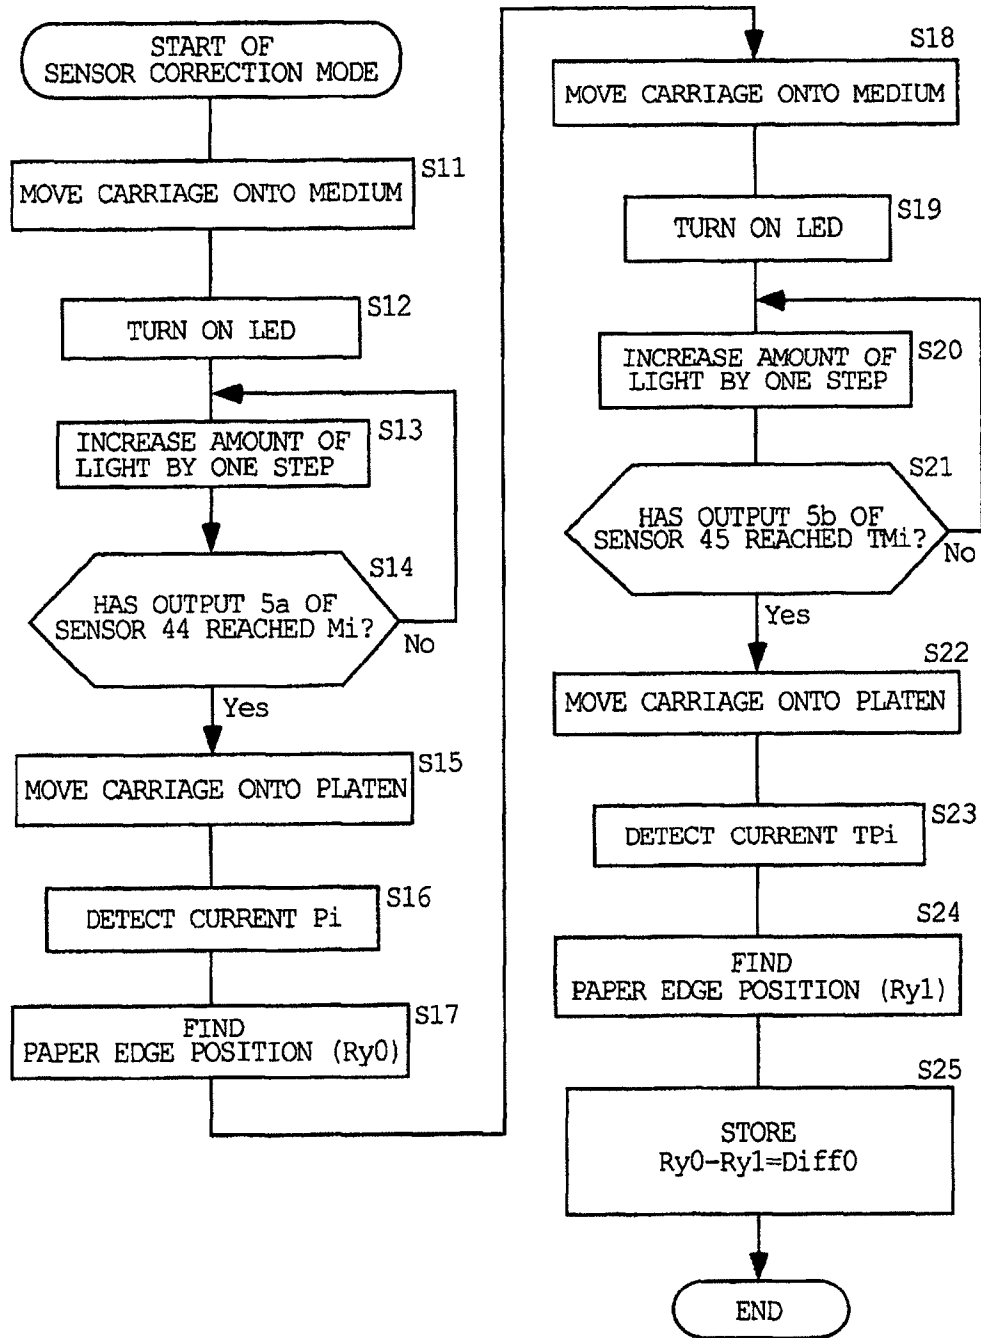 START OF
SENSOR CORRECTION MODE
S11
MOVE CARRIAGE ONTO MEDIUM
S12
TURN ON LED
S13
INCREASE AMOUNT OF
LIGHT BY ONE STEP
S14
HAS OUTPUT 5a OF
SENSOR 44 REACHED Mi?
No
Yes
S15
MOVE CARRIAGE ONTO PLATEN
S16
DETECT CURRENT Pi
S17
FIND
PAPER EDGE POSITION (Ry0)
S18
MOVE CARRIAGE ONTO MEDIUM
S19
TURN ON LED
S20
INCREASE AMOUNT OF
LIGHT BY ONE STEP
S21
HAS OUTPUT 5b OF
SENSOR 45 REACHED TMi?
No
Yes
S22
MOVE CARRIAGE ONTO PLATEN
S23
DETECT CURRENT TPi
S24
FIND
PAPER EDGE POSITION (Ry1)
S25
STORE
Ry0-Ry1=Diff0
END